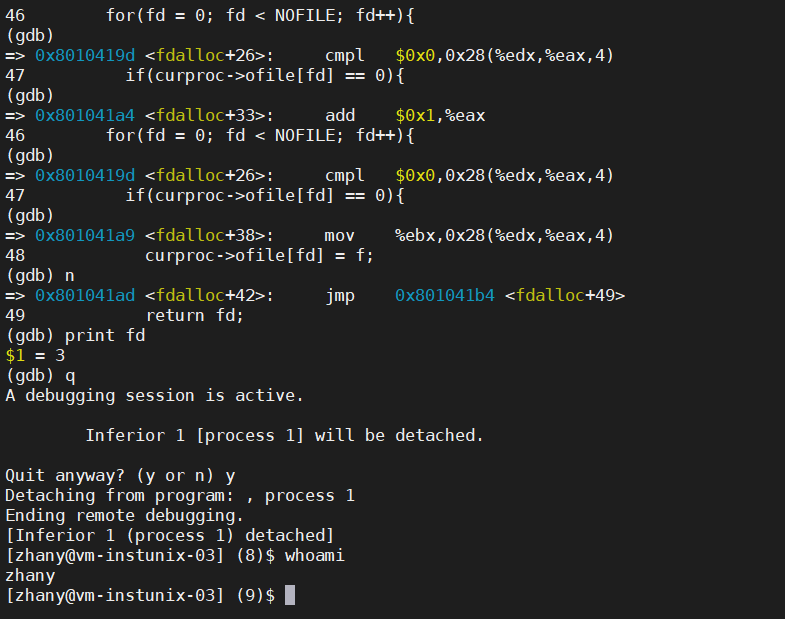 46        for(fd = 0; fd < NOFILE; fd++){
(gdb)
=> 0x8010419d <fdalloc+26>:     cmpl   $0x0,0x28(%edx,%eax,4)
47          if(curproc->ofile[fd] == 0){
(gdb)
=> 0x801041a4 <fdalloc+33>:     add    $0x1,%eax
46        for(fd = 0; fd < NOFILE; fd++){
(gdb)
=> 0x8010419d <fdalloc+26>:     cmpl   $0x0,0x28(%edx,%eax,4)
47          if(curproc->ofile[fd] == 0){
(gdb)
=> 0x801041a9 <fdalloc+38>:     mov    %ebx,0x28(%edx,%eax,4)
48            curproc->ofile[fd] = f;
(gdb) n
=> 0x801041ad <fdalloc+42>:     jmp    0x801041b4 <fdalloc+49>
49            return fd;
(gdb) print fd
$1 = 3
(gdb) q
A debugging session is active.
        Inferior 1 [process 1] will be detached.
Quit anyway? (y or n) y
Detaching from program: , process 1
Ending remote debugging.
[Inferior 1 (process 1) detached]
[zhany@vm-instunix-03] (8)$ whoami
zhany
[zhany@vm-instunix-03] (9)$